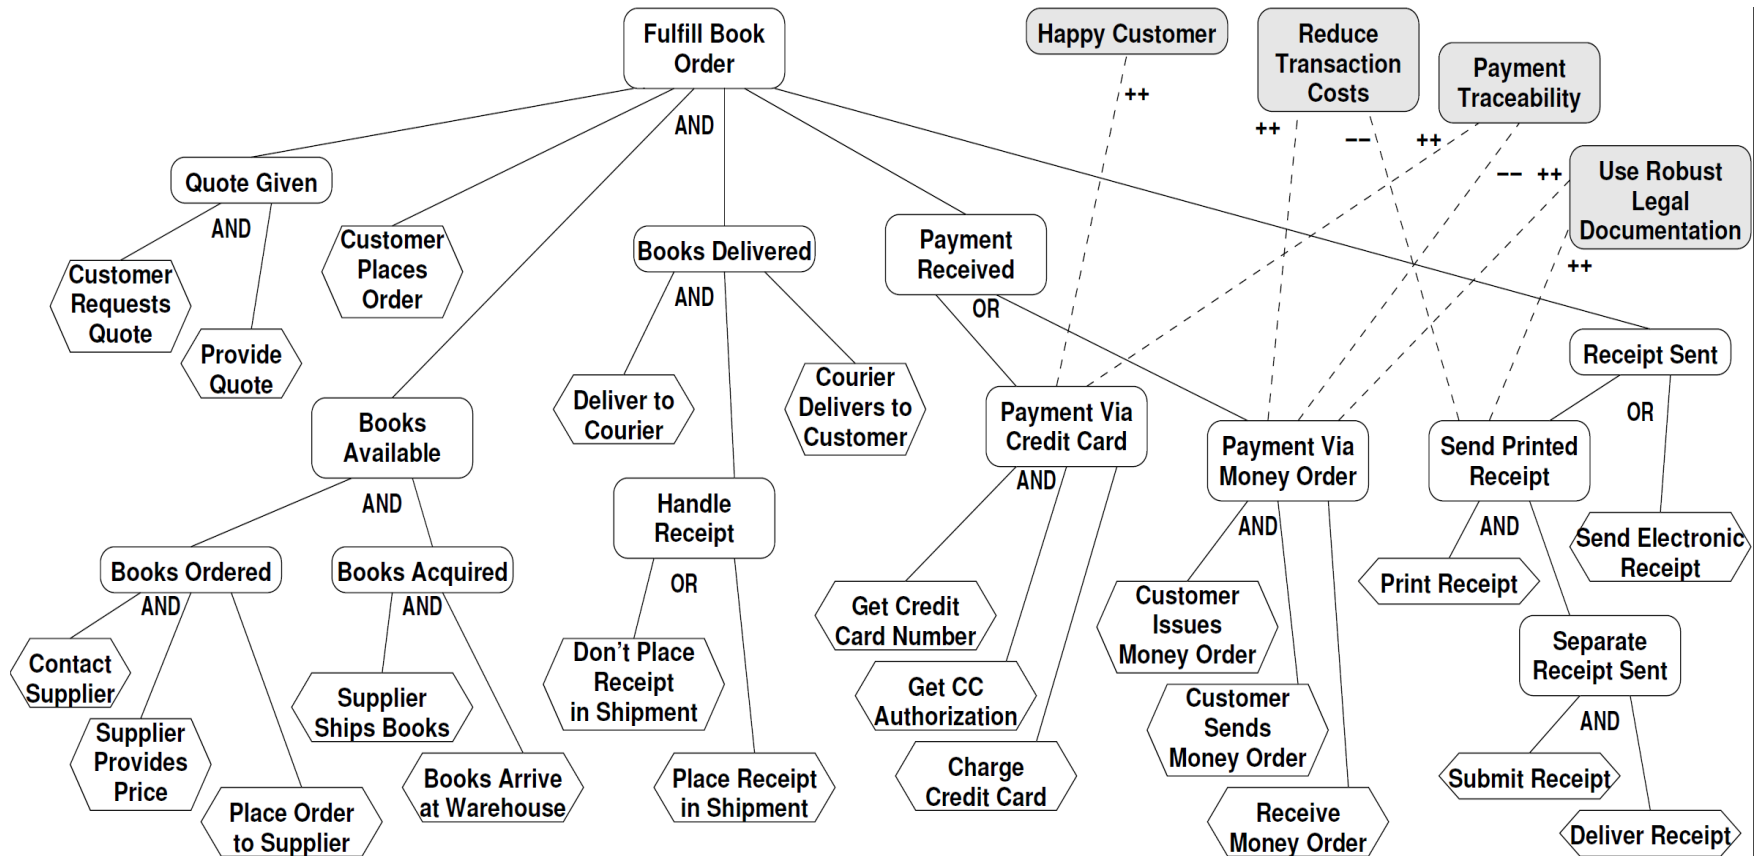 Fulfill Book
Order
Happy Customer
Reduce
Transaction
Costs
Payment
Traceability
++
AND
++
−−
++
−−
++
Use Robust
Legal
Documentation
++
Quote Given
AND
Customer
Requests
Quote
Provide
Quote
Customer
Places
Order
Books Delivered
AND
Payment
Received
OR
Receipt Sent
OR
Deliver to
Courier
Courier
Delivers to
Customer
Books
Available
AND
Handle
Receipt
OR
Payment Via
Credit Card
AND
Payment Via
Money Order
AND
Send Printed
Receipt
AND
Send Electronic
Receipt
Books Ordered
AND
Books Acquired
AND
Contact
Supplier
Supplier
Provides
Price
Place Order
to Supplier
Supplier
Ships Books
Books Arrive
at Warehouse
Don't Place
Receipt
in Shipment
Place Receipt
in Shipment
Get Credit
Card Number
Get CC
Authorization
Charge
Credit Card
Customer
Issues
Money Order
Customer
Sends
Money Order
Receive
Money Order
Print Receipt
Separate
Receipt Sent
AND
Submit Receipt
Deliver Receipt